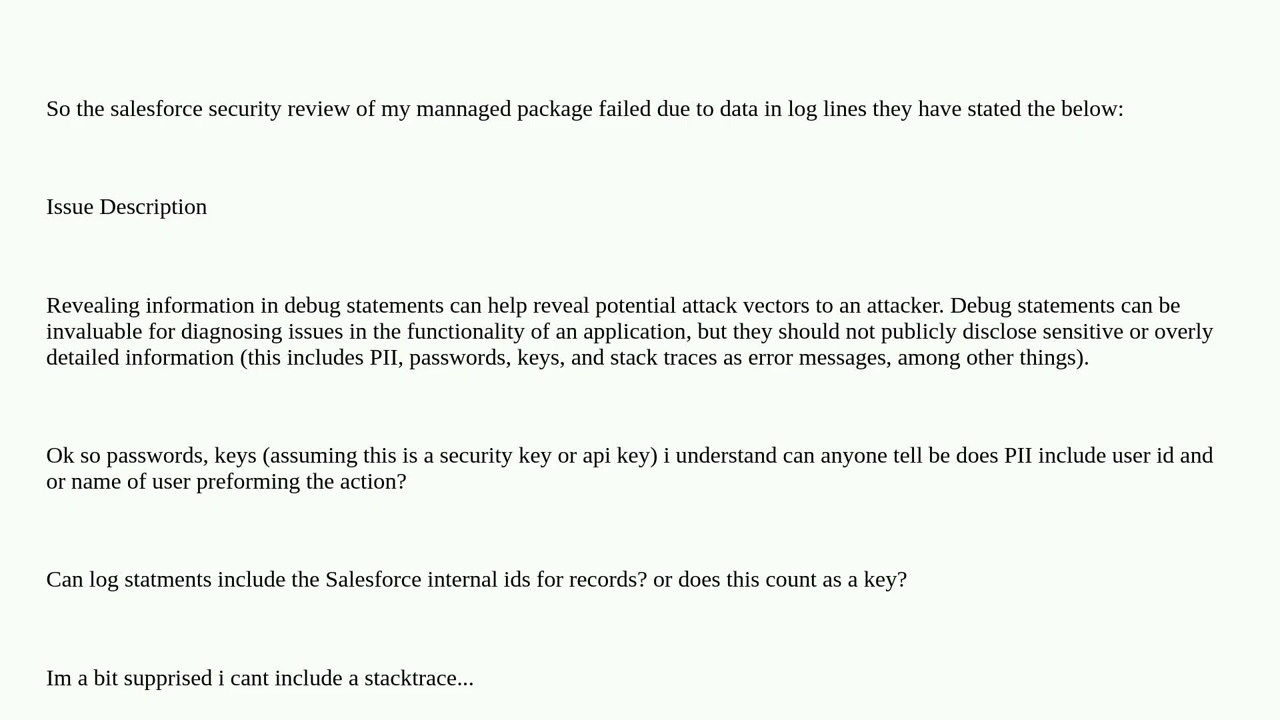 So the salesforce security review of my mannaged package failed due to data in log lines they have stated the below:
Issue Description
Revealing information in debug statements can help reveal potential attack vectors to an attacker. Debug statements can be
invaluable for diagnosing issues in the functionality of an application, but they should not publicly disclose sensitive or overly
detailed information (this includes PII, passwords, keys, and stack traces as error messages, among other things).
Ok so passwords, keys (assuming this is a security key or api key) i understand can anyone tell be does PII include user id and
or name of user preforming the action?
Can log statments include the Salesforce internal ids for records? or does this count as a key?
Im a bit supprised i cant include a stacktrace...